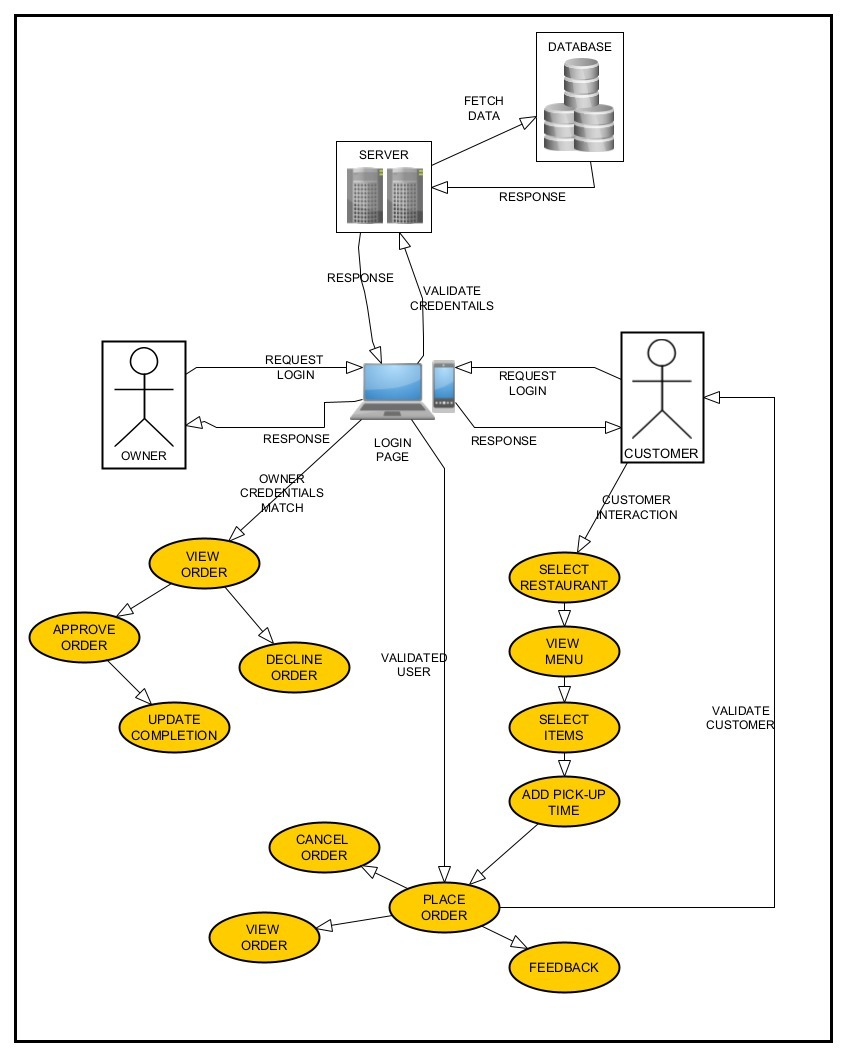 DATABASE
FETCH
DATA
SERVER
RESPONSE
RESPONSE
VALIDATE
CREDENTAILS
REQUEST
LOGIN
REQUEST
LOGIN
RESPONSE
LOGIN
PAGE
RESPONSE
OWNER
CUSTOMER
OWNER
CREDENTIALS
MATCH
CUSTOMER
INTERACTION
VIEW
ORDER
SELECT
RESTAURANT
APPROVE
ORDER
DECLINE
ORDER
VALIDATED
USER
VIEW
MENU
UPDATE
COMPLETION
SELECT
ITEMS
VALIDATE
CUSTOMER
ADD PICK-UP
TIME
CANCEL
ORDER
PLACE
ORDER
VIEW
ORDER
FEEDBACK